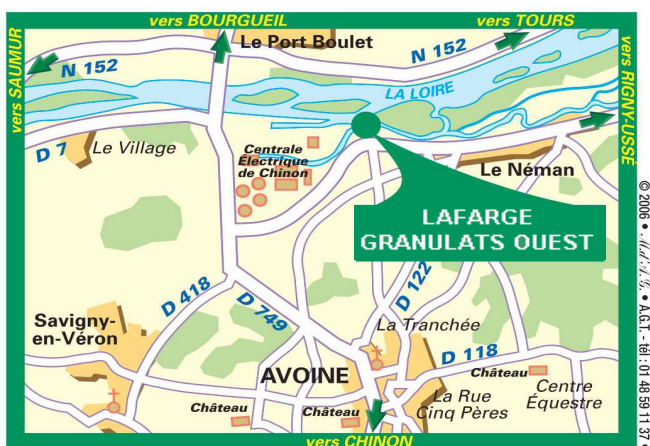 vers BOURGUEIL
vers TOURS
vers SAUMUR
N 152
Le Port Boulet
N 152
vers RIGNY-USSÉ
LA LOIRE
D 7
Le Village
Centrale
Électrique
de Chinon
Le Néman
LAFARGE
GRANULATS OUEST
D 418
D 749
D 122
Savigny-
en-Véron
La Tranchée
D 118
AVOINE
Château
Château
Château
La Rue
Cinq Pères
Centre
Équestre
vers CHINON
© 2006 •
• A.G.T. - tél : 01 48 59 11 37